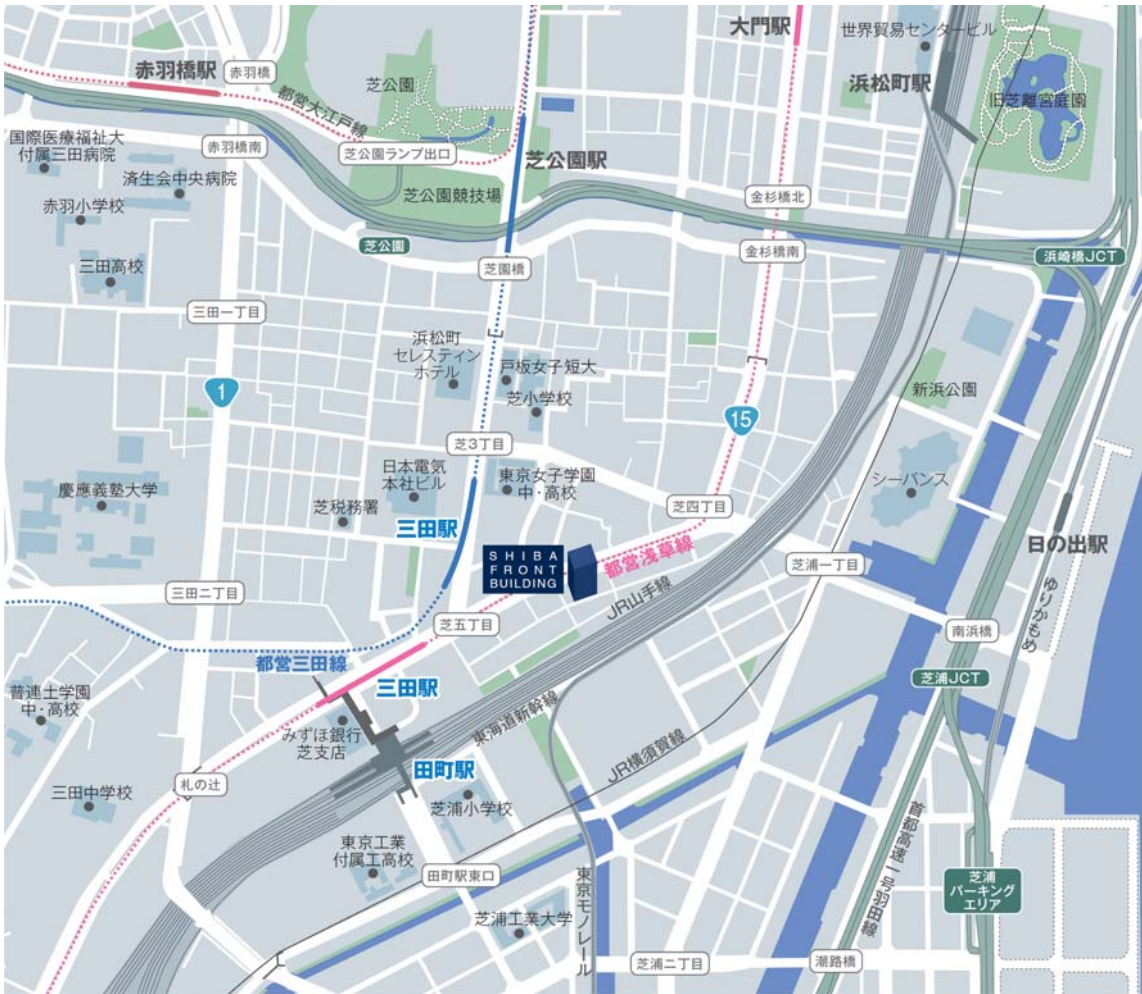 大門駅
世界貿易センタービル
赤羽橋駅
赤羽橋
芝公園
浜松町駅
旧芝離宮庭園
都営大江戸線
国際医療福祉大
付属三田病院
赤羽橋南
芝公園ランプ出口
芝公園駅
済生会中央病院
赤羽小学校
芝公園競技場
金杉橋北
芝公園
金杉橋南
浜崎橋JCT
三田高校
芝園橋
三田一丁目
浜松町
セレスティン
ホテル
戸板女子短大
芝小学校
1
15
新浜公園
芝3丁目
日本電気
本社ビル
東京女子学園
中・高校
シーバンス
慶應義塾大学
芝税務署
三田駅
芝四丁目
日の出駅
SHIBA
FRONT
BUILDING
都営浅草線
芝浦一丁目
三田二丁目
JR山手線
ゆりかもめ
芝五丁目
南浜橋
都営三田線
三田駅
芝浦JCT
普連土学園
中・高校
みずほ銀行
芝支店
東海道新幹線
田町駅
JR横須賀線
札の辻
三田中学校
芝浦小学校
首都高速一号羽田線
東京工業
付属工高校
田町駅東口
東京モノレール
芝浦
パーキング
エリア
芝浦工業大学
芝浦二丁目
潮路橋